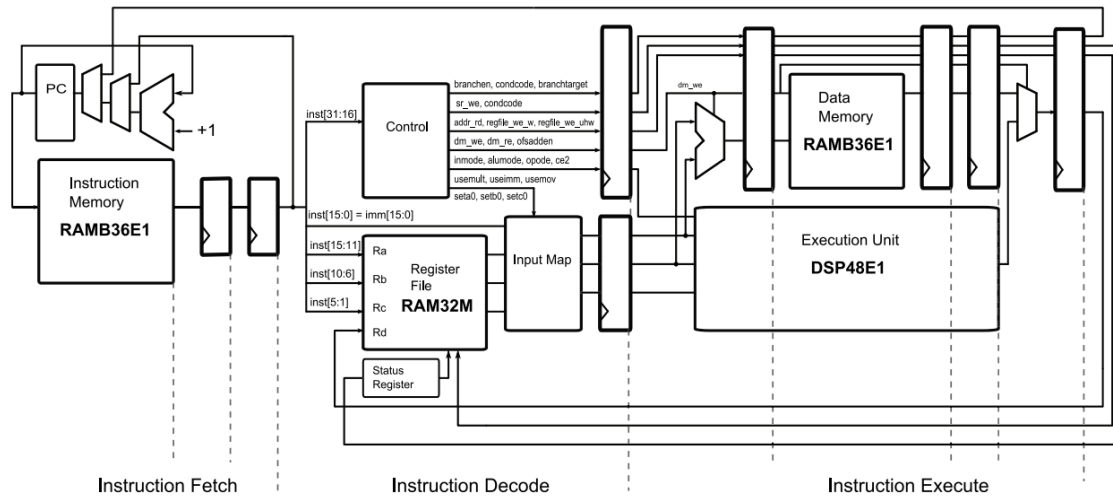 PC
+1
Instruction
Memory
RAMB36E1
inst[31:16]
Control
branchen, condcode, branchtarget
sr_we, condcode
addr_rd, regfile_we_w, regfile_we_uhw
dm_we, dm_re, ofsadden
inmode, alumode, opode, ce2
usemult, useimm, usemov
seta0, setb0, setc0
inst[15:0] = imm[15:0]
inst[15:11]
inst[10:6]
inst[5:1]
Ra
Rb
Rc
Rd
Register
File
RAM32M
Input Map
Status
Register
dm_we
Data
Memory
RAMB36E1
Execution Unit
DSP48E1
Instruction Fetch
Instruction Decode
Instruction Execute